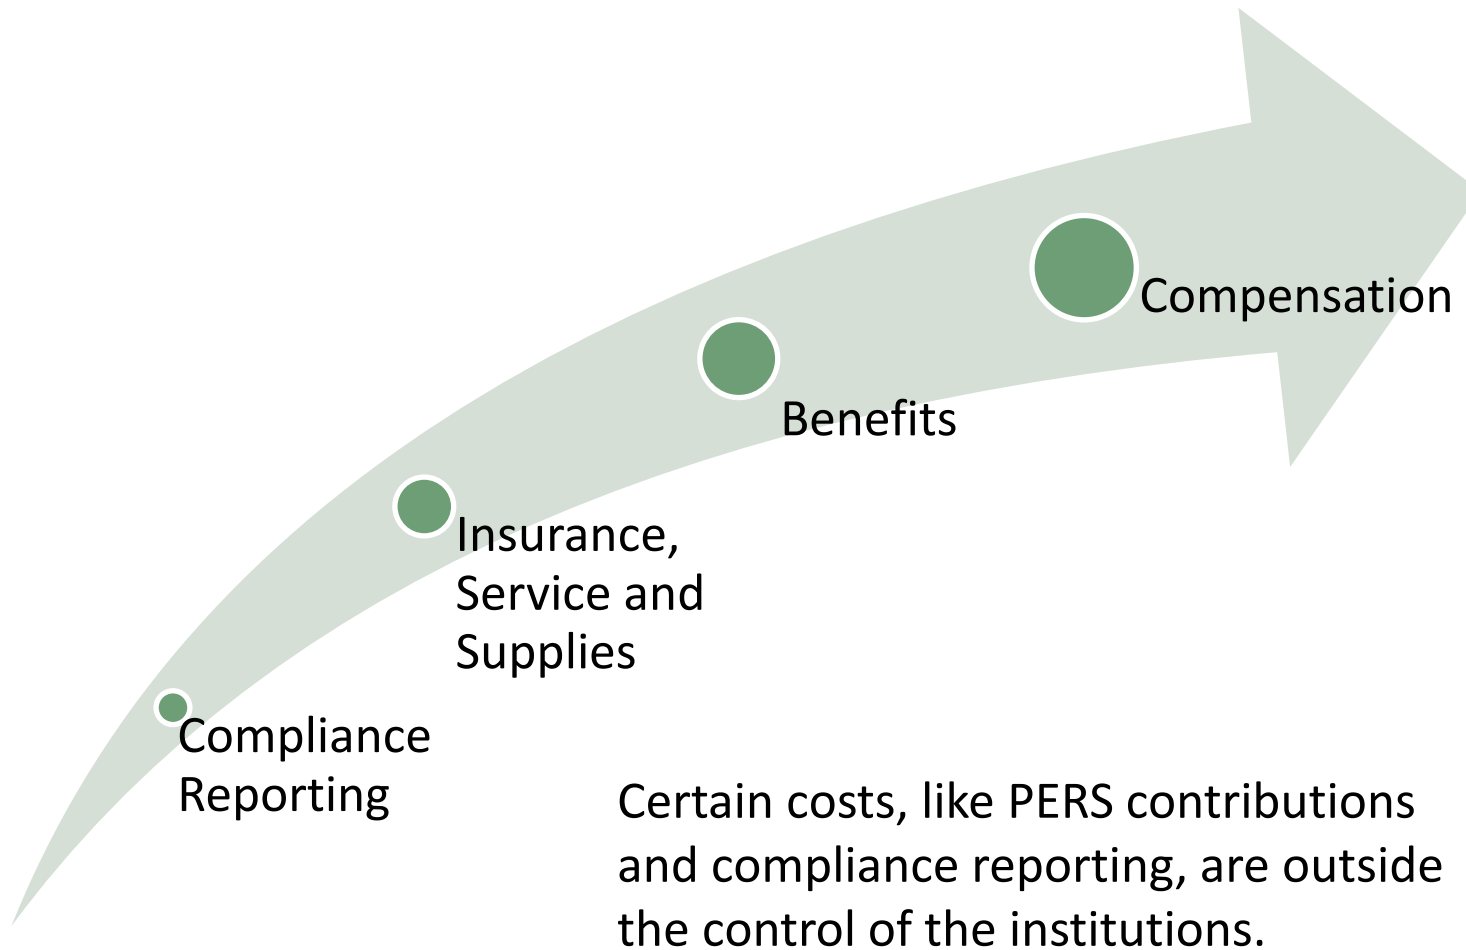 Compensation
Benefits
Insurance,
Service and
Supplies
Compliance
Reporting
Certain costs, like PERS contributions
and compliance reporting, are outside
the control of the institutions.